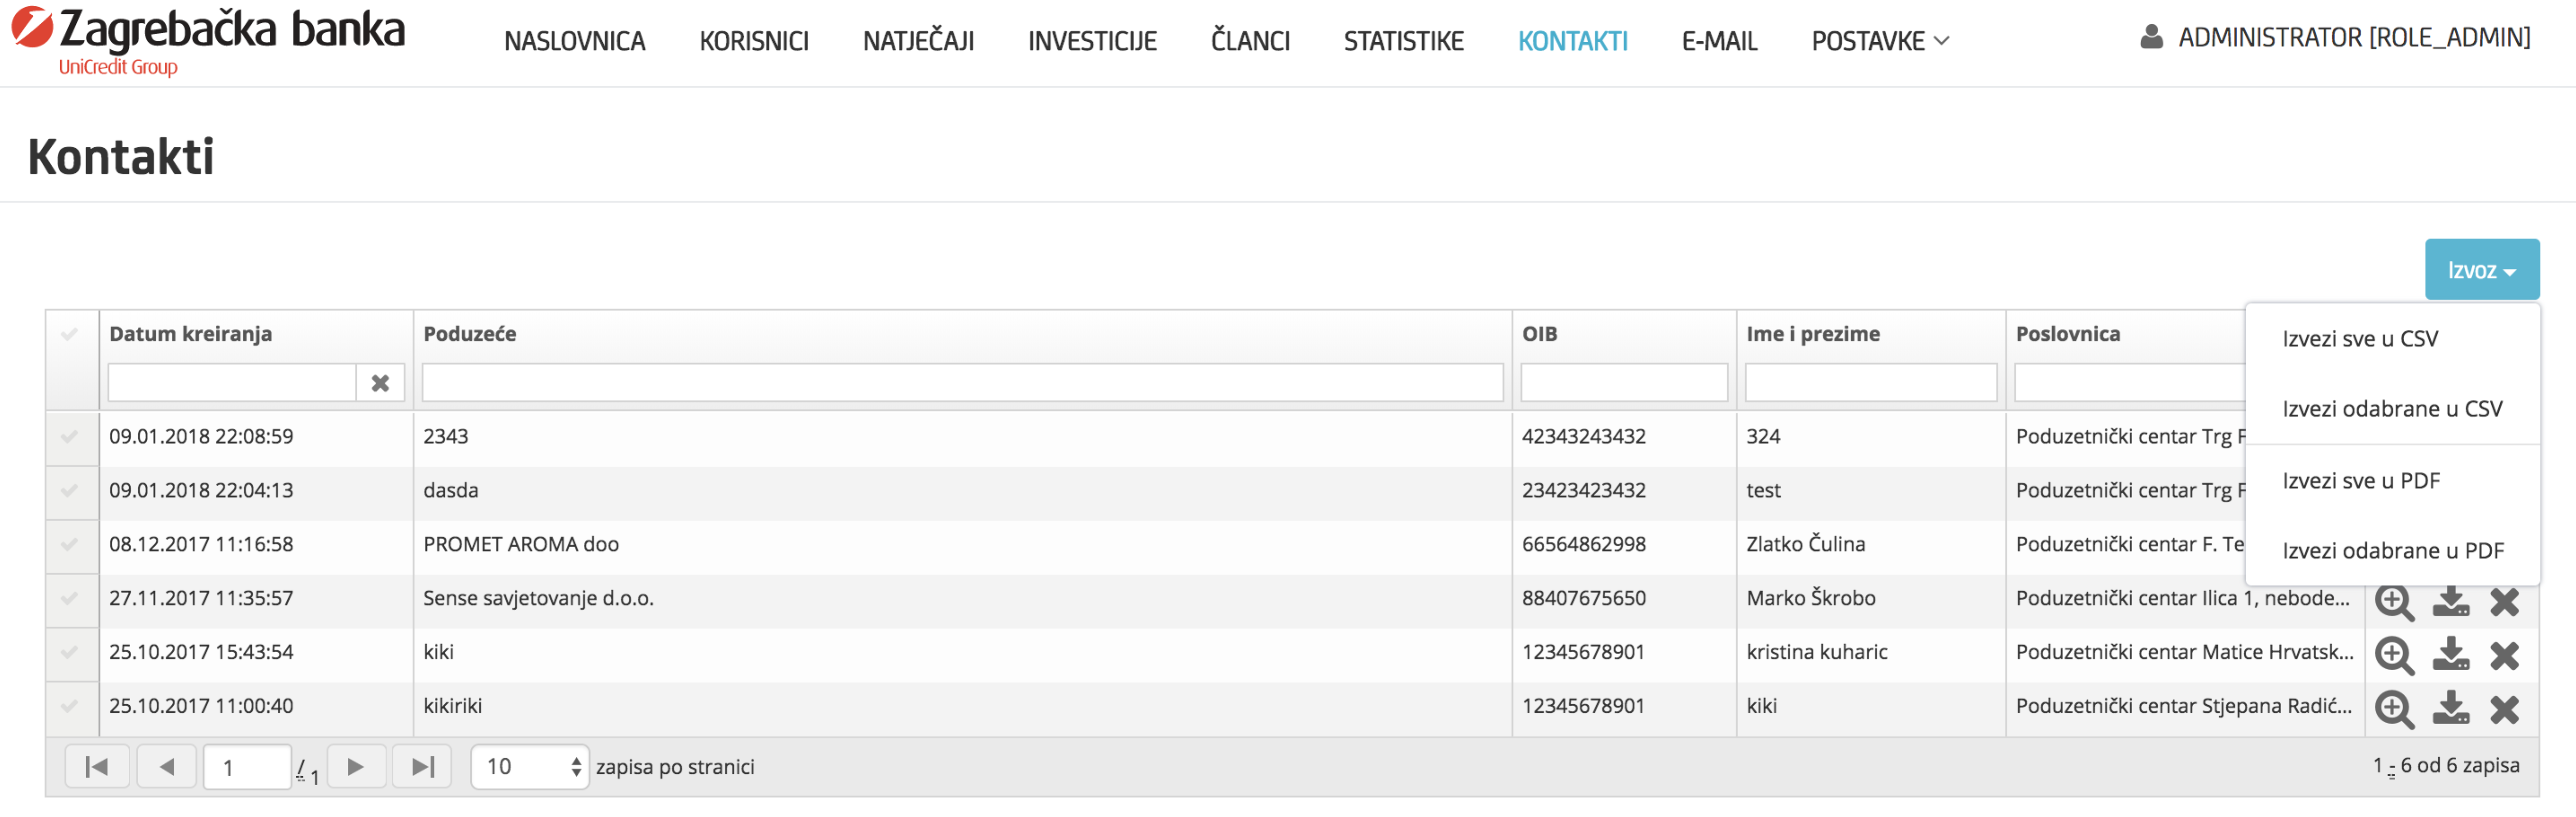 Zagrebačka banka
UniCredit Group
NASLOVNICA KORISNICI NATJEČAJI INVESTICIJE ČLANCI STATISTIKE KONTAKTI E-MAIL POSTAVKE ADMINISTRATOR [ROLE_ADMIN]
Kontakti
Izvoz
Izvezi sve u CSV
Izvezi odabrane u CSV
Izvezi sve u PDF
Izvezi odabrane u PDF
Datum kreiranja Poduzeće OIB Ime i prezime Poslovnica
09.01.2018 22:08:59 2343 42343243432 324 Poduzetnički centar Trg
09.01.2018 22:04:13 dasda 23423423432 test Poduzetnički centar Trg
08.12.2017 11:16:58 PROMET AROMA doo 66564862998 Zlatko Čulina Poduzetnički centar F. Te
27.11.2017 11:35:57 Sense savjetovanje d.o.o. 88407675650 Marko Škrobo Poduzetnički centar Ilica 1, nebode...
25.10.2017 15:43:54 kiki 12345678901 kristina kuharic Poduzetnički centar Matice Hrvatsk...
25.10.2017 11:00:40 kikiriki 12345678901 kiki Poduzetnički centar Stjepana Radić...
1 / 1 10 zapisa po stranici 1 - 6 od 6 zapisa